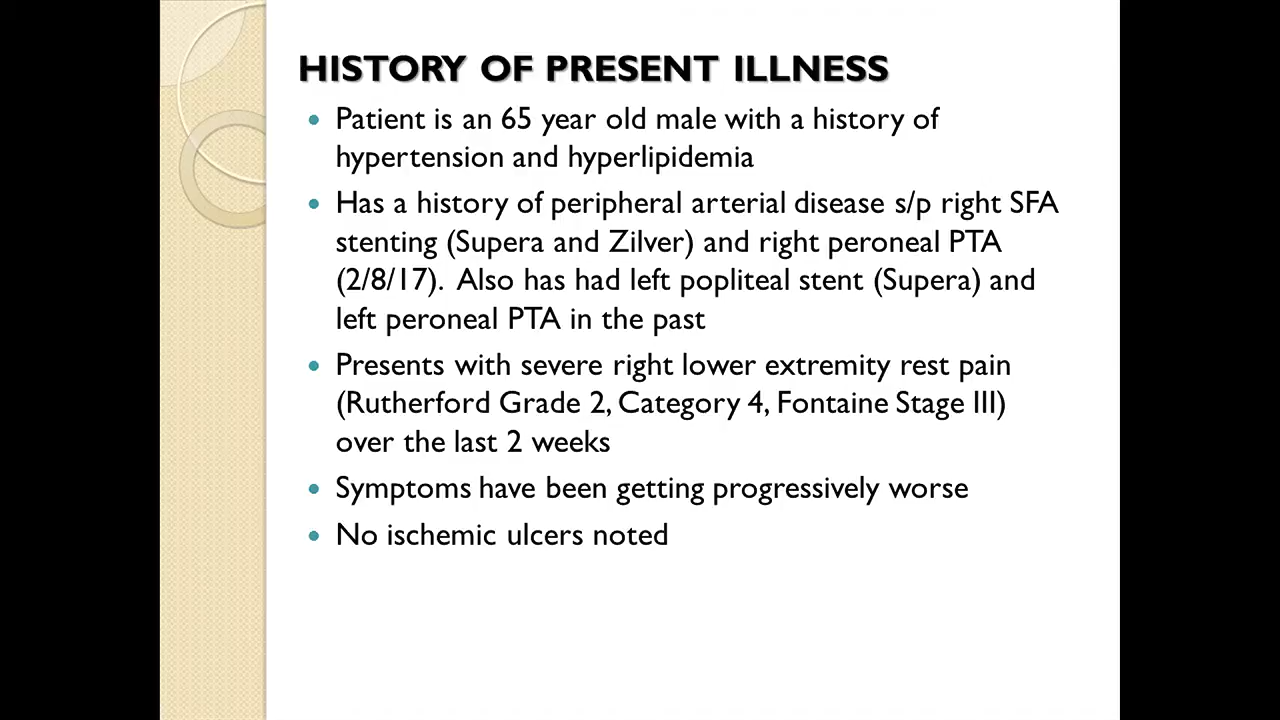 HISTORY OF PRESENT ILLNESS
• Patient is an 65 year old male with a history of
hypertension and hyperlipidemia
• Has a history of peripheral arterial disease s/p right SFA
stenting (Supera and Zilver) and right peroneal PTA
(2/8/17).  Also has had left popliteal stent (Supera) and
left peroneal PTA in the past
• Presents with severe right lower extremity rest pain
(Rutherford Grade 2, Category 4, Fontaine Stage III)
over the last 2 weeks
• Symptoms have been getting progressively worse
• No ischemic ulcers noted